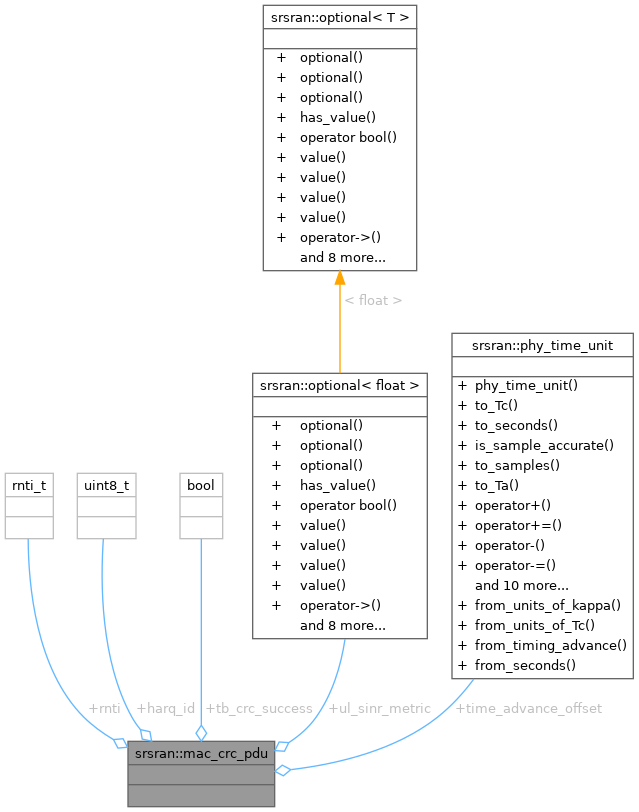 srsran::optional< T >
+ optional()
+ optional()
+ optional()
+ has_value()
+ operator bool()
+ value()
+ value()
+ value()
+ value()
+ operator->()
and 8 more...
< float >
srsran::optional< float >
+ optional()
+ optional()
+ optional()
+ has_value()
+ operator bool()
+ value()
+ value()
+ value()
+ value()
+ operator->()
and 8 more...
srsran::phy_time_unit
+ phy_time_unit()
+ to_Tc()
+ to_seconds()
+ is_sample_accurate()
+ to_samples()
+ to_Ta()
+ operator+()
+ operator+=()
+ operator-()
+ operator-=()
and 10 more...
+ from_units_of_kappa()
+ from_units_of_Tc()
+ from_timing_advance()
+ from_seconds()
rnti_t
uint8_t
bool
+rnti
+harq_id
+tb_crc_success
+ul_sinr_metric
+time_advance_offset
srsran::mac_crc_pdu